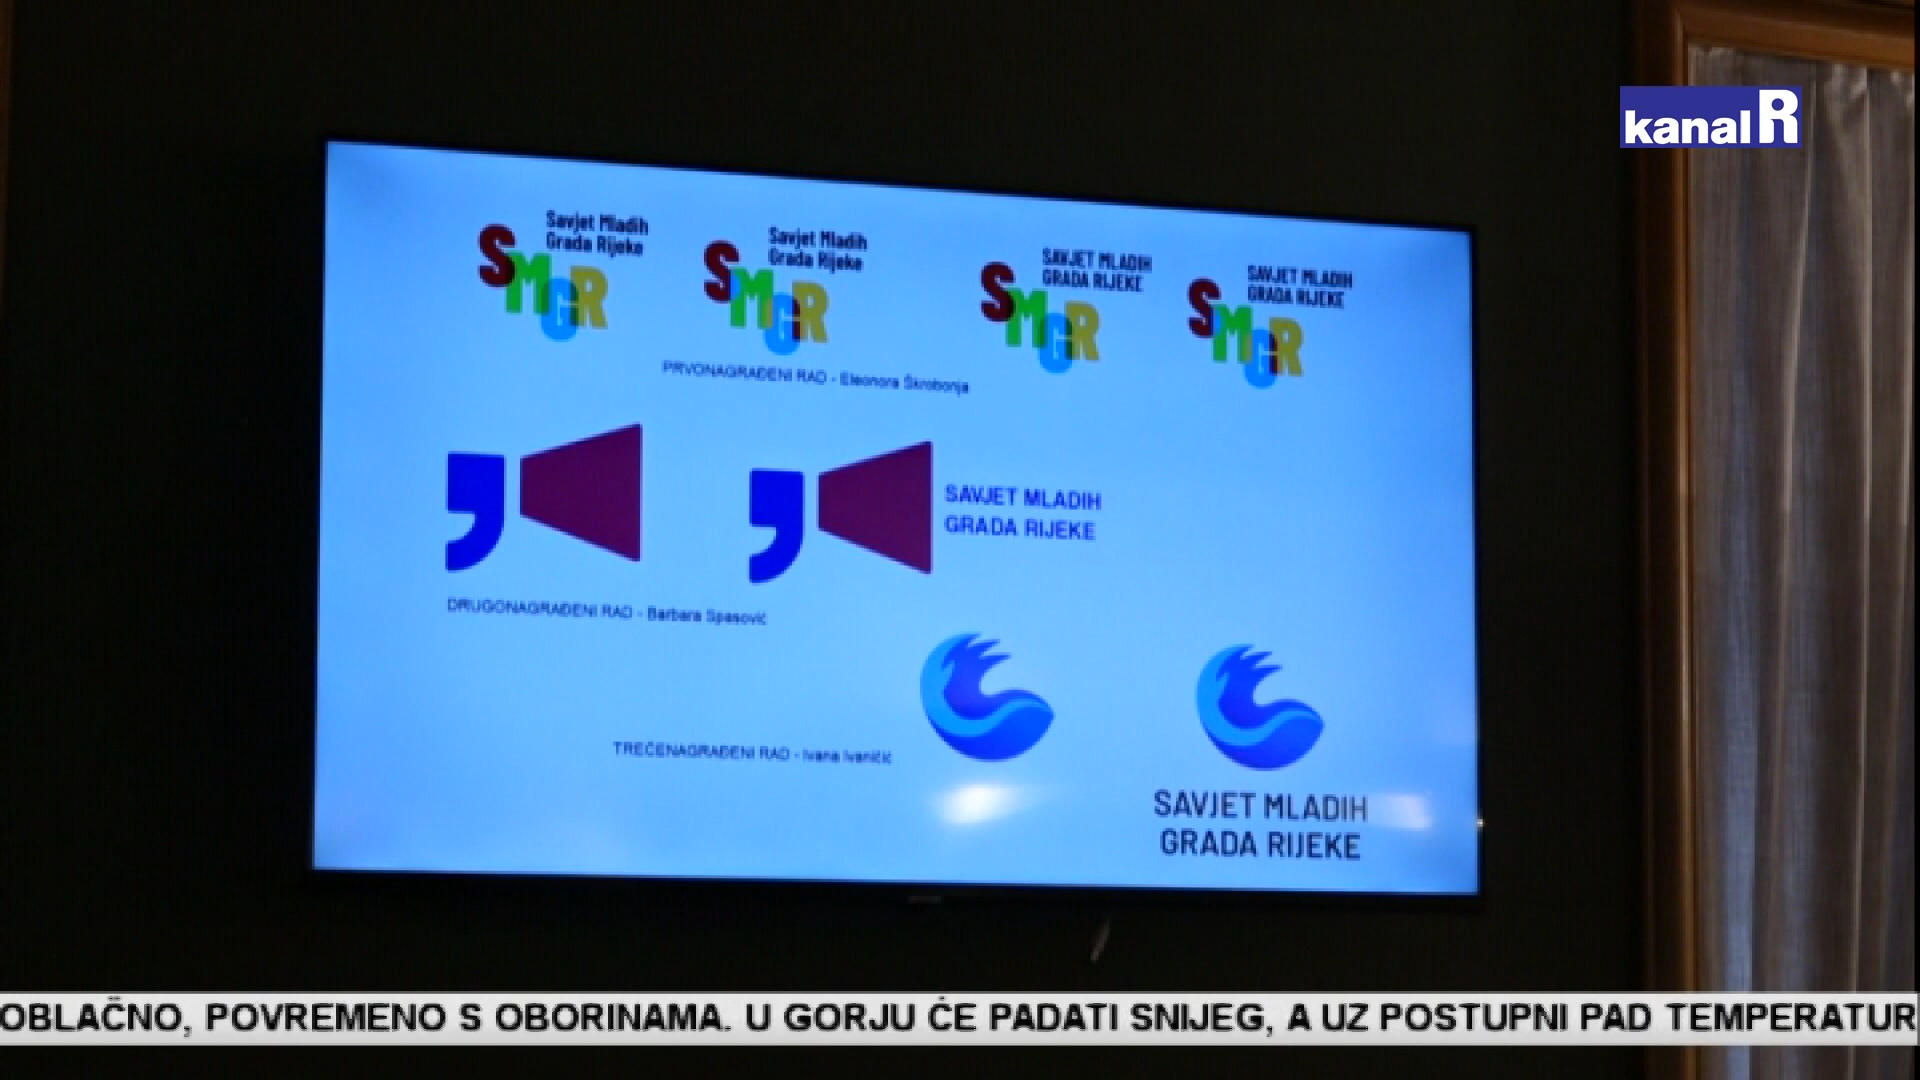 kanal R
Savjet Mladih
Grada Rijeke
SMGR
Savjet Mladih
Grada Rijeke
SMGR
SAVJET MLADIH
GRADA RIJEKE
SMGR
SAVJET MLADIH
GRADA RIJEKE
SMGR
PRVONAGRAĐENI RAD - Eleonora Škrobonja
SAVJET MLADIH
GRADA RIJEKE
DRUGONAGRAĐENI RAD - Barbara Spasović
TREĆENAGRAĐENI RAD - Ivana Ivaničić
SAVJET MLADIH
GRADA RIJEKE
OBLAČNO, POVREMENO S OBORINAMA. U GORJU ĆE PADATI SNIJEG, A UZ POSTUPNI PAD TEMPERATUR